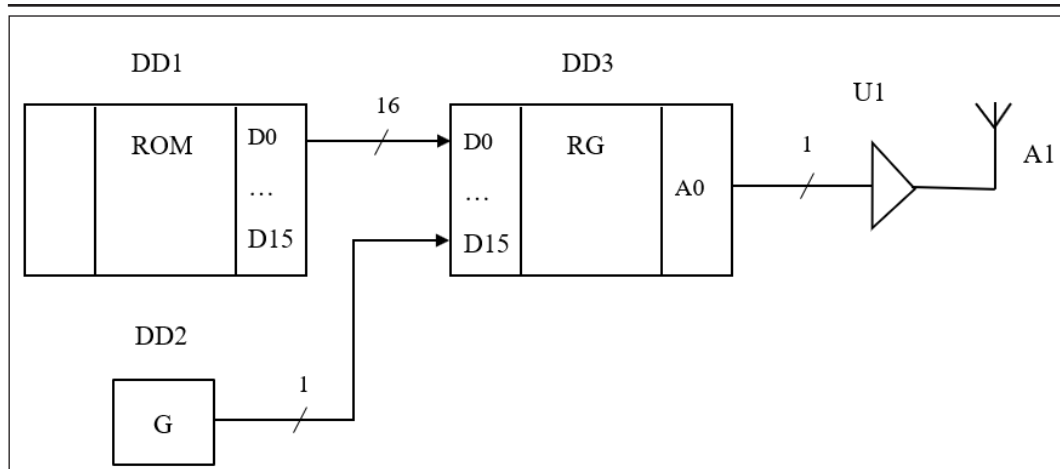 DD1
DD3
16
U1
ROM
D0
…
D15
D0
…
D15
RG
A0
1
A1
DD2
1
G